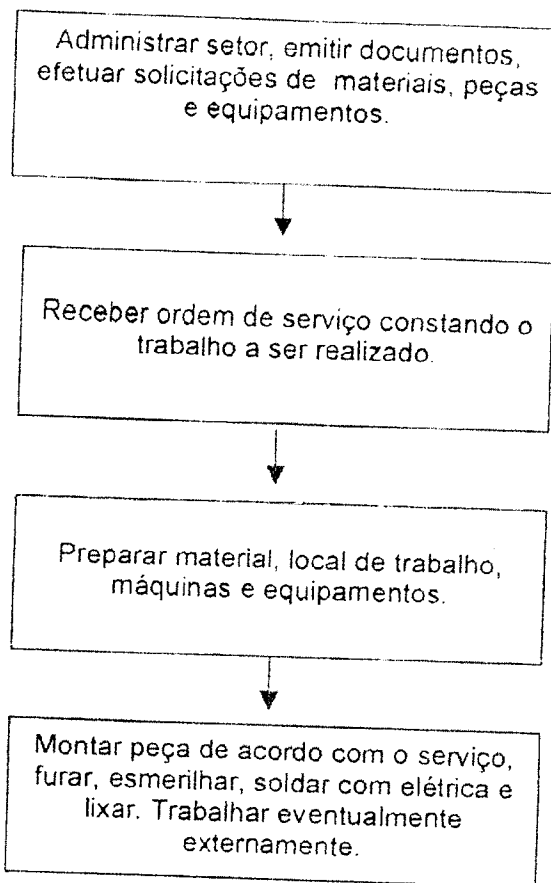 Administrar setor, emitir documentos,
efetuar solicitações de materiais, peças
e equipamentos.
Receber ordem de serviço constando o
trabalho a ser realizado.
Preparar material, local de trabalho,
máquinas e equipamentos.
Montar peça de acordo com o serviço,
furar, esmerilhar, soldar com elétrica e
lixar. Trabalhar eventualmente
externamente.